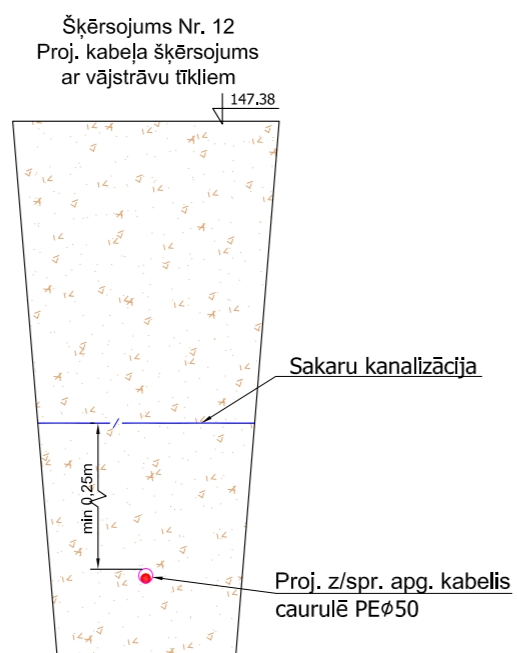 Šķērsojums Nr. 12
Proj. kabeļa šķērsojums
ar vājstrāvu tīkliem
147.38
Sakaru kanalizācija
min 0,25m
Proj. z/spr. apg. kabelis
caurulē PEϕ50